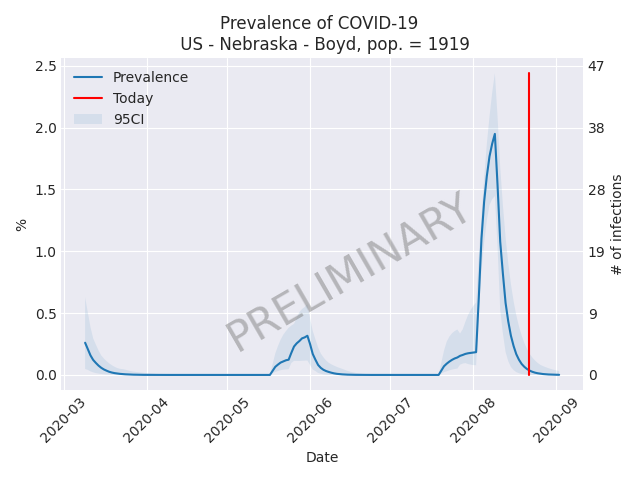 Prevalence of COVID-19
US - Nebraska - Boyd, pop. = 1919
Prevalence
Today
95CI
2.5
2.0
1.5
1.0
0.5
0.0
%
47
38
28
19
9
0
# of infections
PRELIMINARY
2020-03
2020-04
2020-05
2020-06
2020-07
2020-08
2020-09
Date